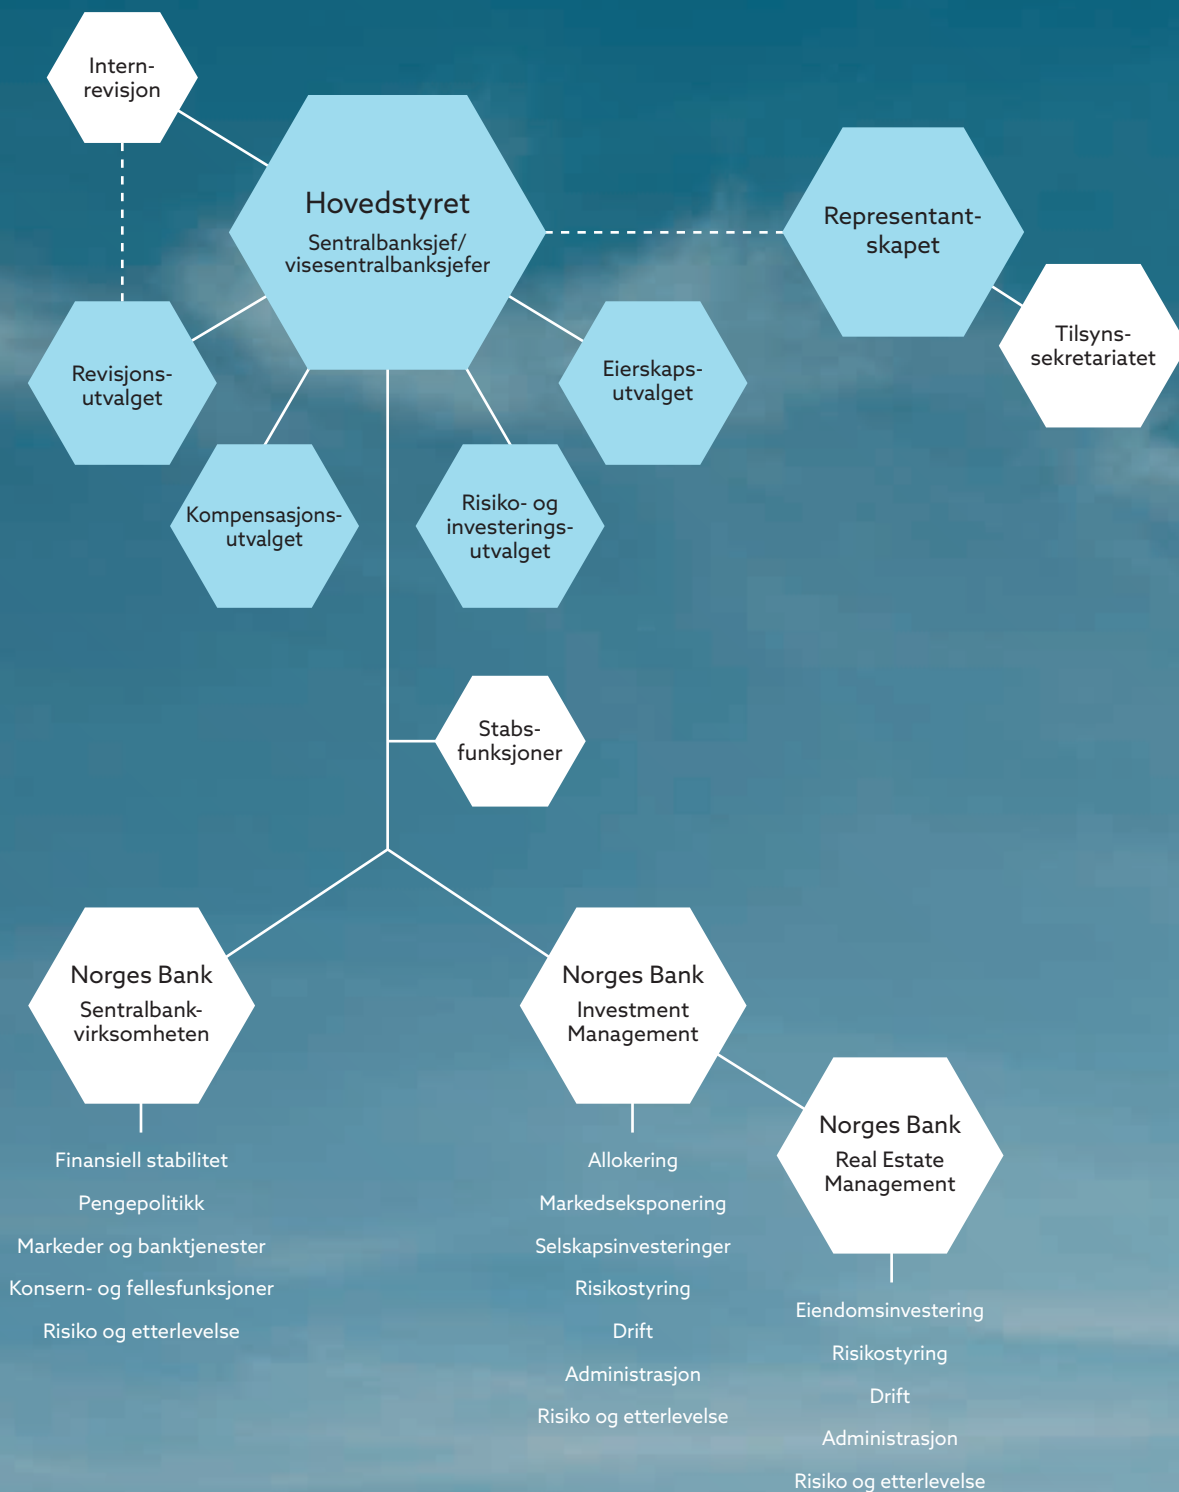 Intern-
revisjon
Hovedstyret
Sentralbanksjef/
visesentralbanksjefer
Representant-
skapet
Tilsyns-
sekretariatet
Revisjons-
utvalget
Eierskaps-
utvalget
Kompensasjons-
utvalget
Risiko- og
investerings-
utvalget
Stabs-
funksjoner
Norges Bank
Sentralbank-
virksomheten
Finansiell stabilitet
Pengepolitikk
Markeder og banktjenester
Konsern- og fellesfunksjoner
Risiko og etterlevelse
Norges Bank
Investment
Management
Allokering
Markedseksponering
Selskapsinvesteringer
Risikostyring
Drift
Administrasjon
Risiko og etterlevelse
Norges Bank
Real Estate
Management
Eiendomsinvestering
Risikostyring
Drift
Administrasjon
Risiko og etterlevelse